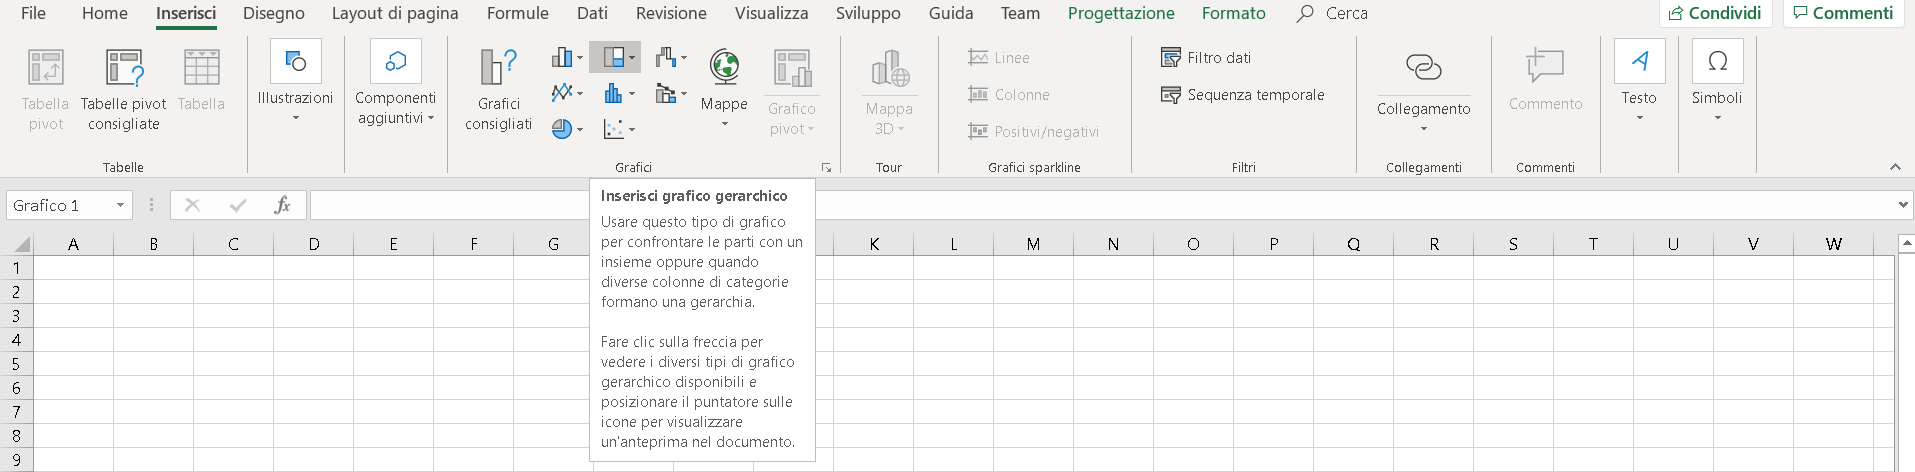 File Home Inserisci Disegno Layout di pagina Formule Dati Revisione Visualizza Sviluppo Guida Team Progettazione Formato Cerca Condividi Commenti
Tabella pivot
Tabelle pivot consigliate
Tabella
Illustrazioni
Componenti aggiuntivi
Grafici consigliati
Mappe
Grafico pivot
Mappa 3D
Linee
Colonne
Positivi/negativi
Filtro dati
Sequenza temporale
Collegamento
Commento
Testo
Simboli
Tabelle Grafici Tour Grafici sparkline Filtri Collegamenti Commenti
Grafico 1
fx
Inserisci grafico gerarchico
Usare questo tipo di grafico
per confrontare le parti con un
insieme oppure quando
diverse colonne di categorie
formano una gerarchia.
Fare clic sulla freccia per
vedere i diversi tipi di grafico
gerarchico disponibili e
posizionare il puntatore sulle
icone per visualizzare
un'anteprima nel documento.
A B C D E F G K L M N O P Q R S T U V W
1
2
3
4
5
6
7
8
9